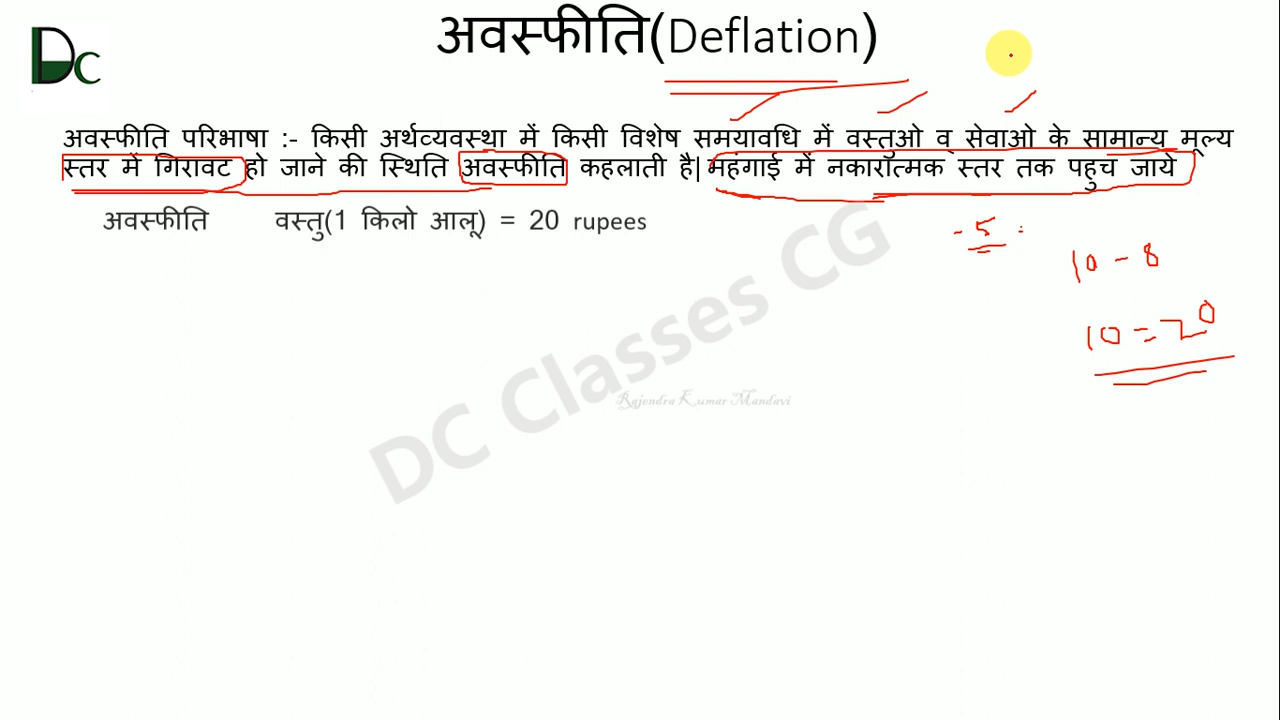 DC
अवस्फीति(Deflation)
अवस्फीति परिभाषा :- किसी अर्थव्यवस्था में किसी विशेष समयावधि में वस्तुओ व सेवाओ के सामान्य मूल्य
स्तर में गिरावट हो जाने की स्थिति अवस्फीति कहलाती है| महंगाई में नकारात्मक स्तर तक पहुच जाये
अवस्फीति वस्तु(1 किलो आलू) = 20 rupees
- 5 :
10 - 8
10 = 20
DC Classes CG
Rajendra Kumar Mandavi